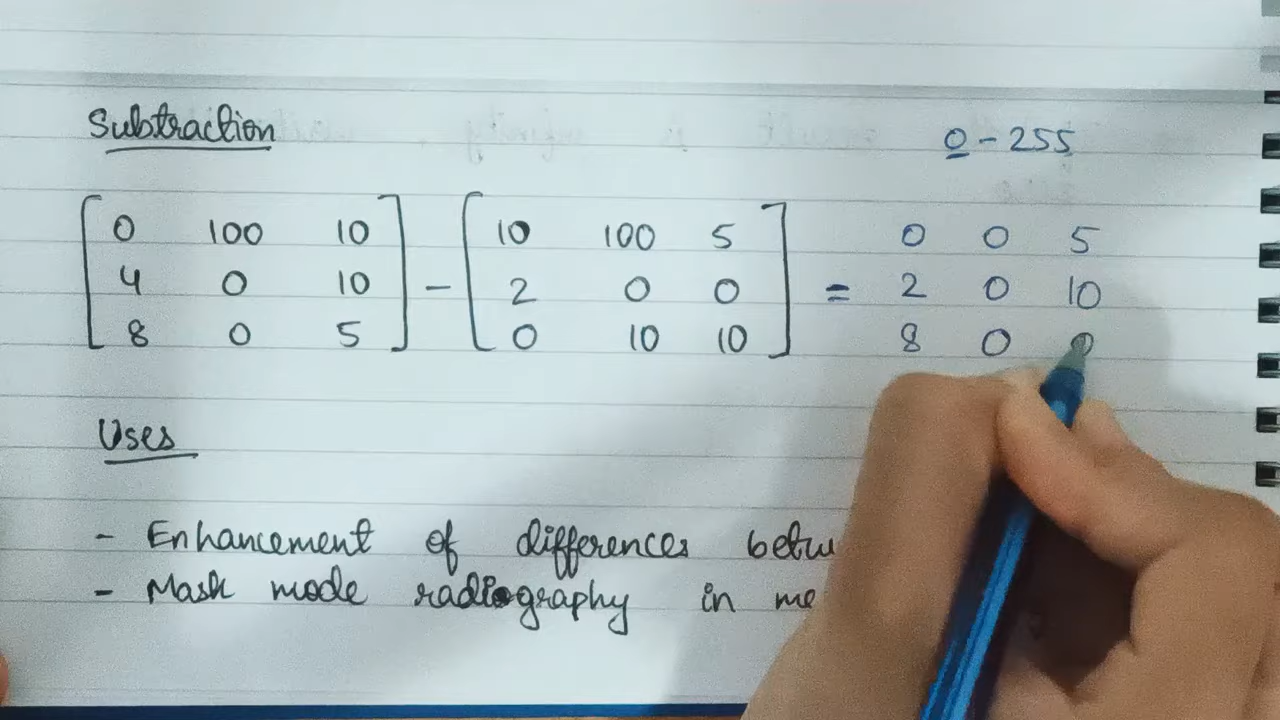 Subtraction
0 - 255
0 100 10 10 100 5 0 0 5
4 0 10 - 2 0 0 = 2 0 10
8 0 5 0 10 10 8 0 0
Uses
- Enhancement of differences
- Mask mode radiography in